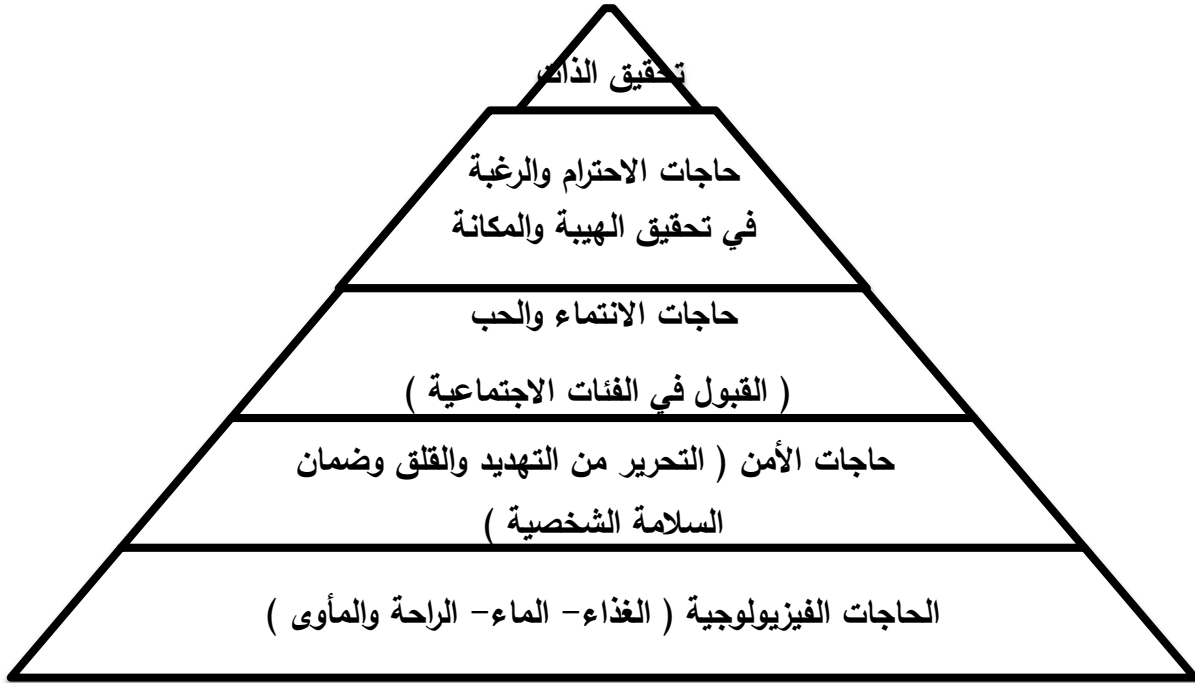 تحقيق الذات
حاجات الاحترام والرغبة
في تحقيق الهيبة والمكانة
حاجات الانتماء والحب
( القبول في الفئات الاجتماعية )
حاجات الأمن ( التحرير من التهديد والقلق وضمان
السلامة الشخصية )
الحاجات الفيزيولوجية ( الغذاء- الماء- الراحة والمأوى )